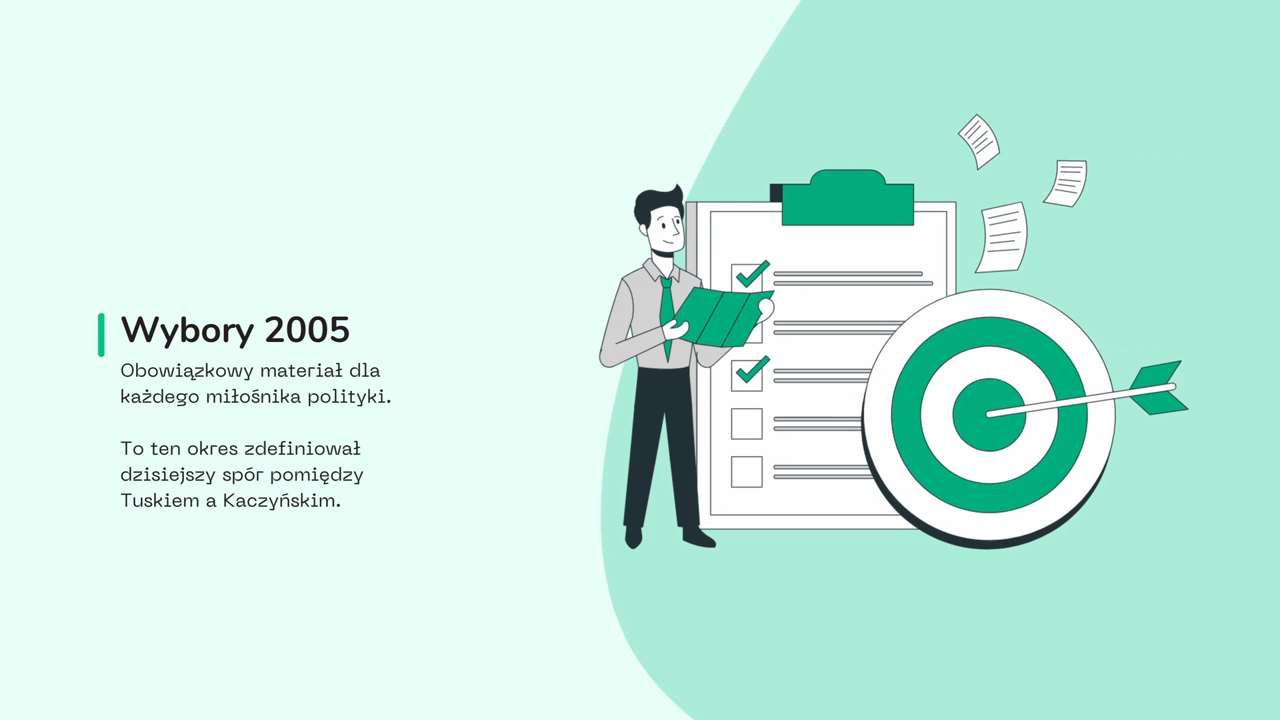 Wybory 2005
Obowiązkowy materiał dla
każdego miłośnika polityki.
To ten okres zdefiniował
dzisiejszy spór pomiędzy
Tuskiem a Kaczyńskim.